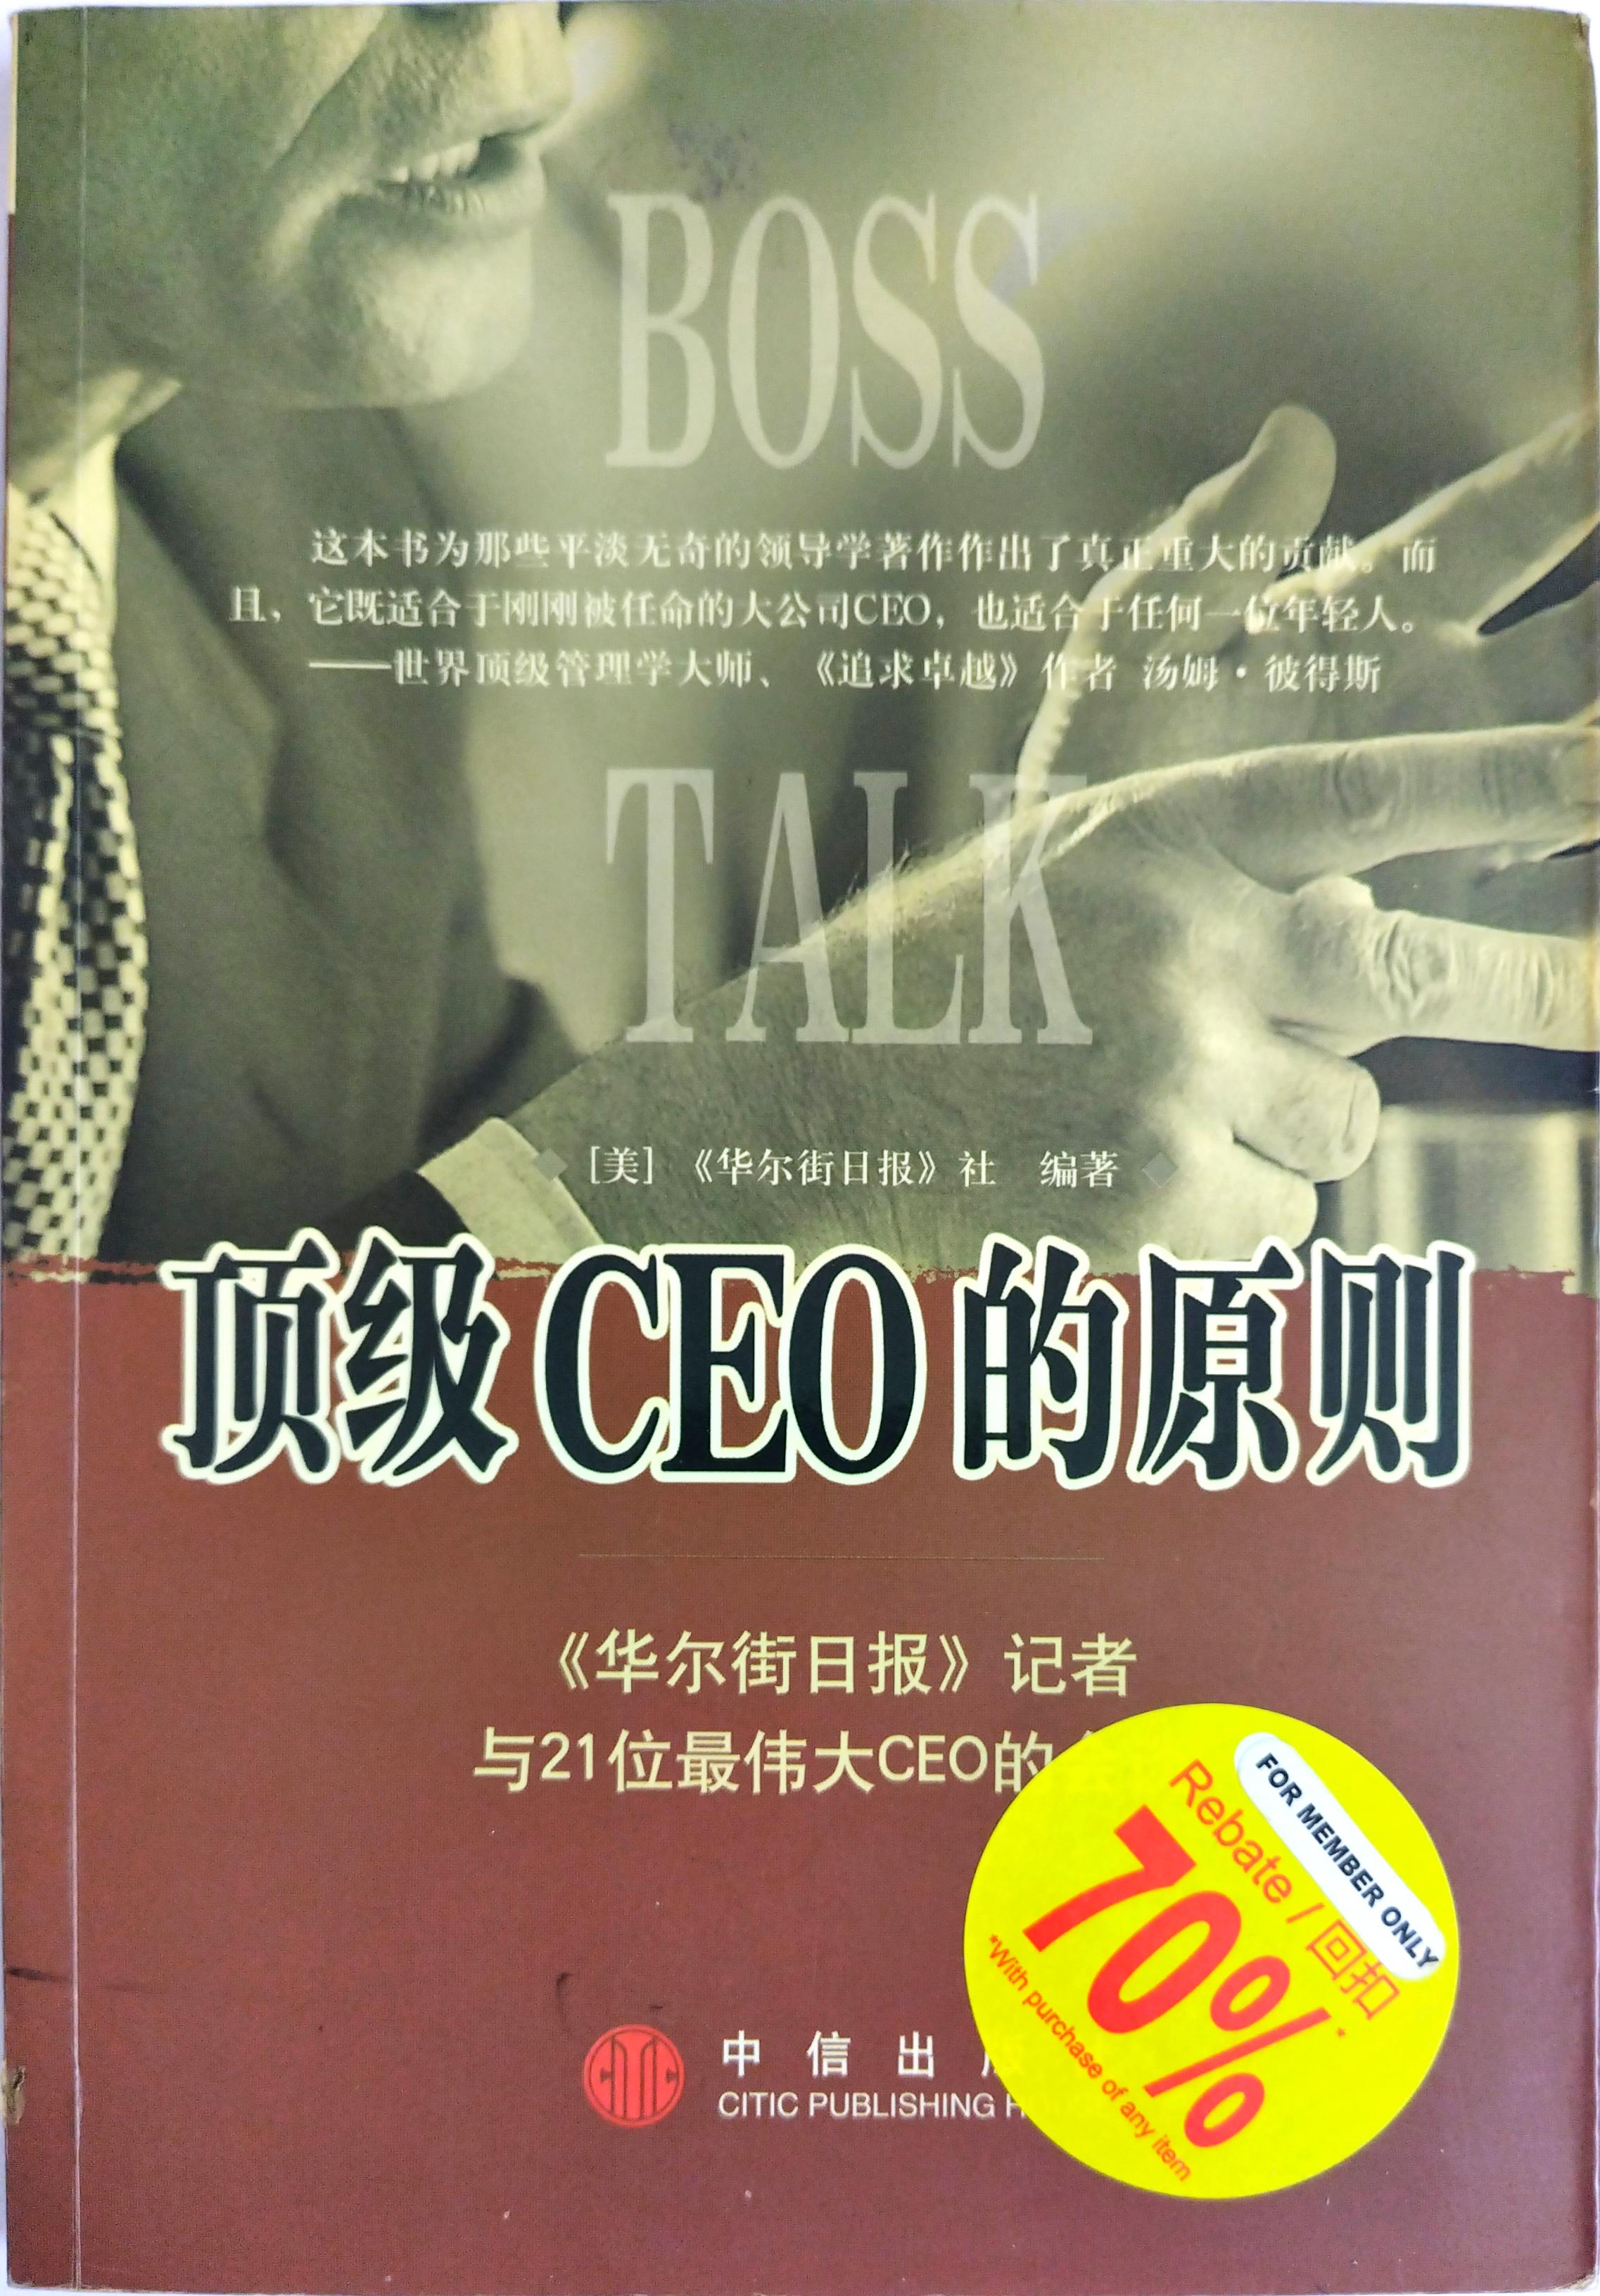 BOSS
这本书为那些平淡无奇的领导学著作作出了真正重大的贡献。而
且，它既适合于刚刚被任命的大公司CEO，也适合于任何一位年轻人。
——世界顶级管理学大师、《追求卓越》作者 汤姆·彼得斯
TALK
[美]《华尔街日报》社 编著
顶级CEO的原则
《华尔街日报》记者
与21位最伟大CEO的
FOR MEMBER ONLY
Rebate / 回扣
70%*
*With purchase of any item
中信出
CITIC PUBLISHING